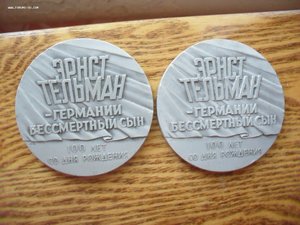 ЭРНСТ
ТЕЛЬМАН
-ГЕРМАНИИ
БЕССМЕРТНЫЙ СЫН
100 ЛЕТ
СО ДНЯ РОЖДЕНИЯ
ЭРНСТ
ТЕЛЬМАН
-ГЕРМАНИИ
БЕССМЕРТНЫЙ СЫН
100 ЛЕТ
СО ДНЯ РОЖДЕНИЯ